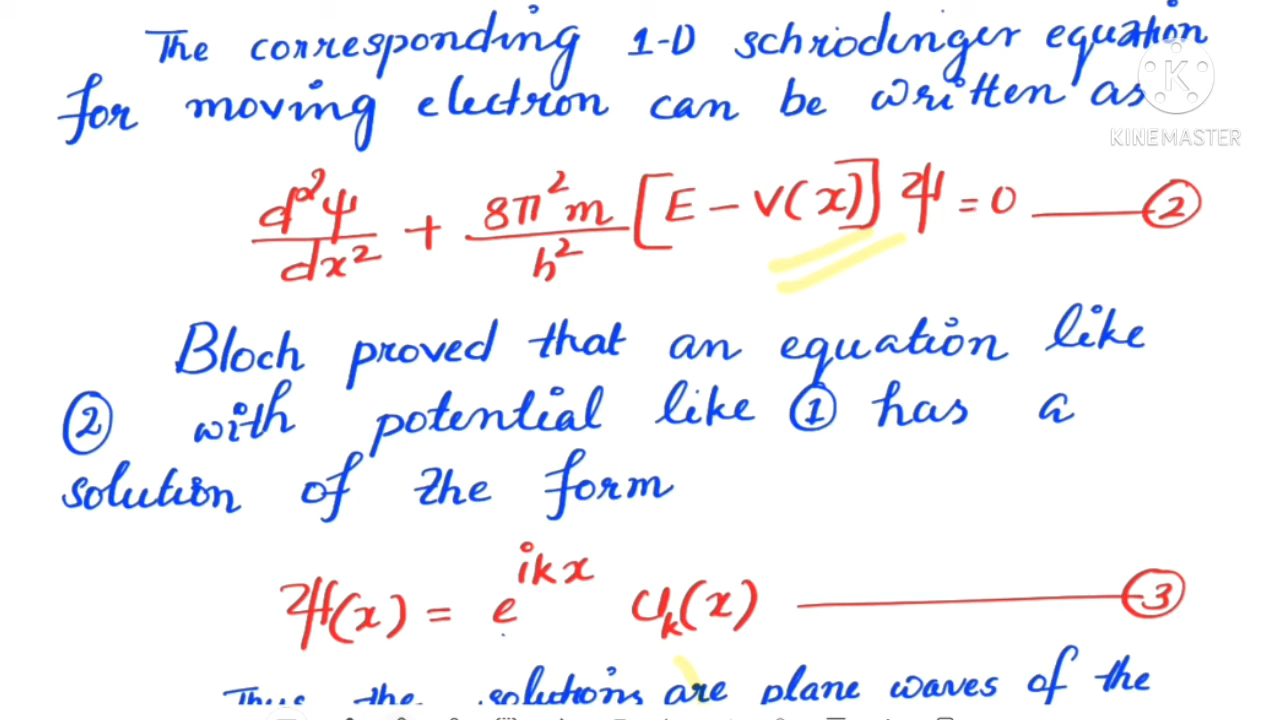 The corresponding 1-D schrodinger equation
for moving electron can be written as
K
KINEMASTER
d²ψ/dx² + 8π²m/h² [E - V(x)] ψ = 0 ——— ②
Bloch proved that an equation like
② with potential like ① has a
solution of the form
ψ(x) = e^{ikx} U_k(x) ——— ③
Thus the solutions are plane waves of the